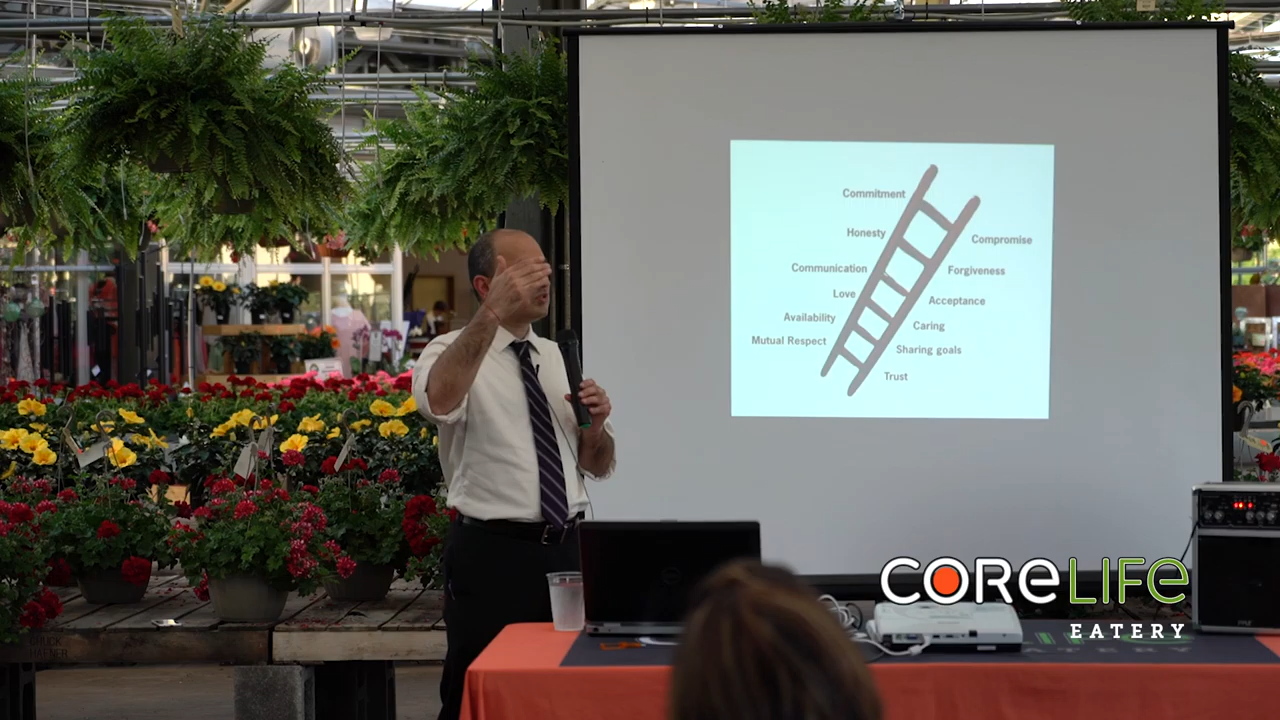 Commitment
Honesty
Compromise
Communication
Forgiveness
Love
Acceptance
Availability
Caring
Mutual Respect
Sharing goals
Trust
CORELIFE
EATERY